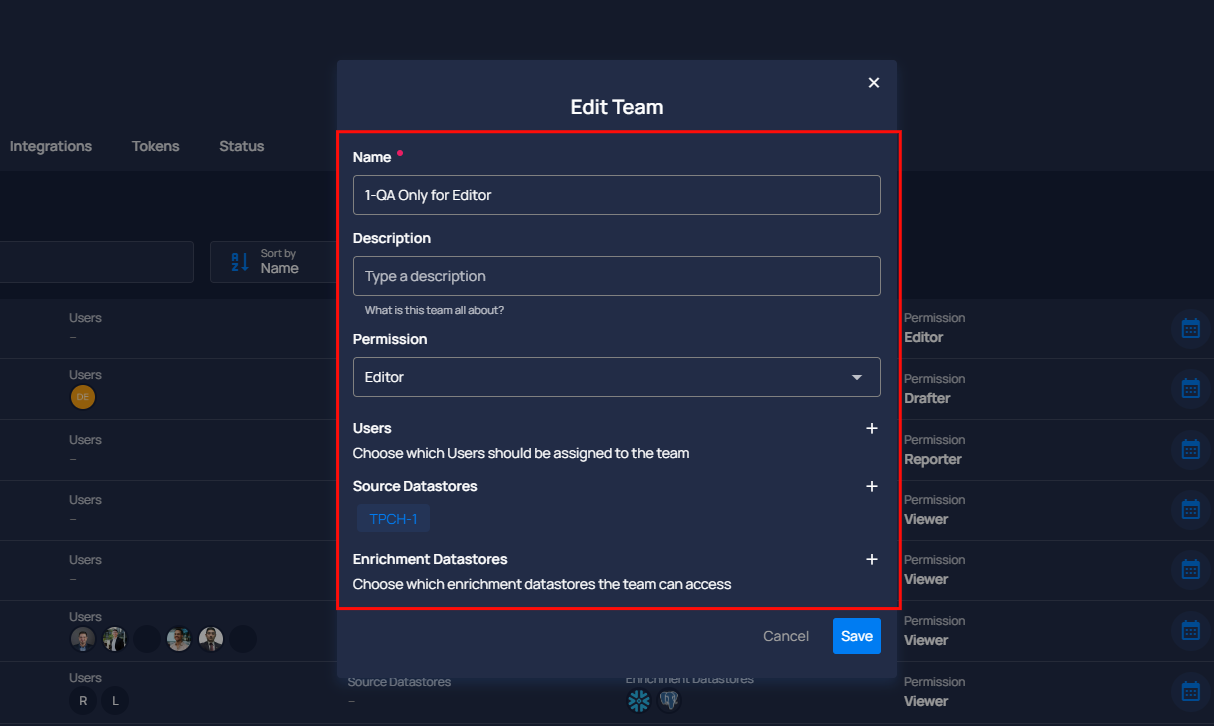 Edit Team
Integrations Tokens Status
Name •
1-QA Only for Editor
Description
Type a description
What is this team all about?
Permission
Editor
Users
Choose which Users should be assigned to the team
Source Datastores
TPCH-1
Enrichment Datastores
Choose which enrichment datastores the team can access
Cancel Save
Sort by
Name
Users
–
Permission
Editor
Users
DE
Permission
Drafter
Users
–
Permission
Reporter
Users
–
Permission
Viewer
Users
–
Permission
Viewer
Users
Permission
Viewer
Users
R L
Source Datastores
–
Enrichment Datastores
Permission
Viewer